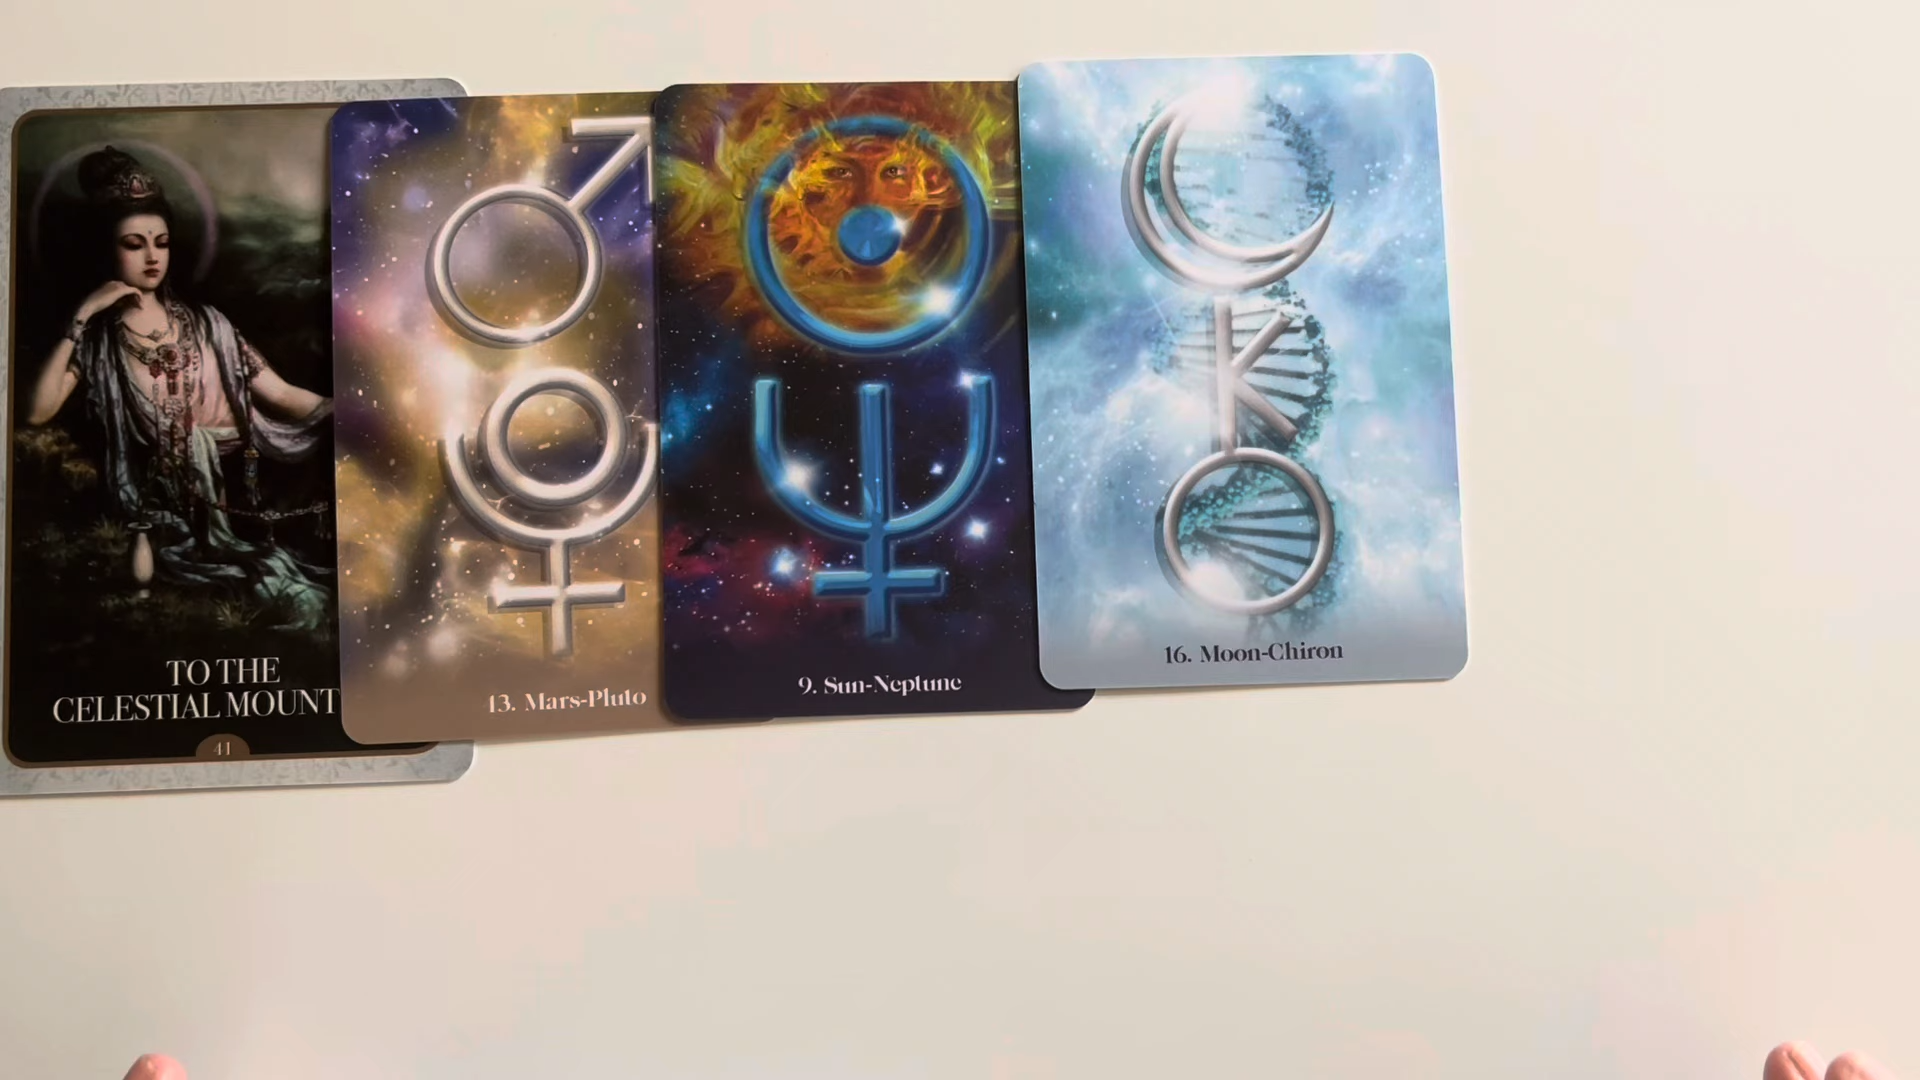 TO THE
CELESTIAL MOUNT
41
13. Mars-Pluto
9. Sun-Neptune
16. Moon-Chiron